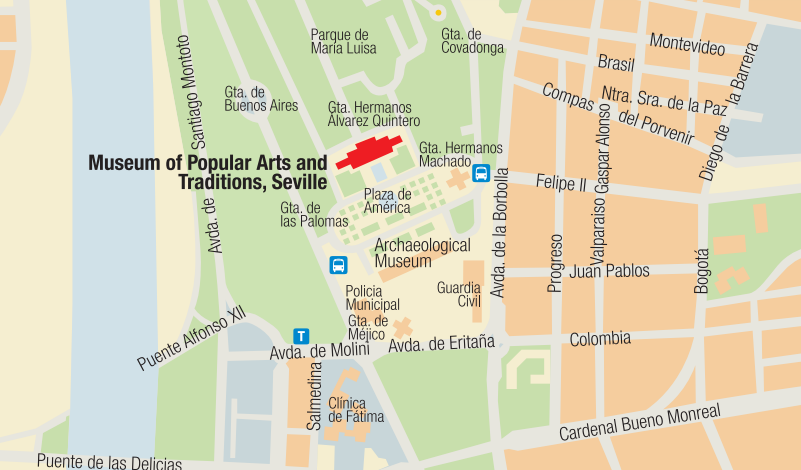 Parque de
María Luisa
Gta. de
Covadonga
Montevideo
Brasil
Avda. de Santiago Montoto
Gta. de
Buenos Aires
Gta. Hermanos
Álvarez Quintero
Compas del Porvenir
Ntra. Sra. de la Paz
Diego de la Barrera
Gta. Hermanos
Machado
Museum of Popular Arts and
Traditions, Seville
Plaza de
América
Felipe II
Valparaiso Gaspar Alonso
Avda. de la Borbolla
Gta. de
las Palomas
Archaeological
Museum
Progreso
Juan Pablos
Bogotá
Policia
Municipal
Guardia
Civil
Gta. de
Méjico
Puente Alfonso XII
T
Avda. de Molini
Avda. de Eritaña
Colombia
Salmedina
Clínica
de Fátima
Cardenal Bueno Monreal
Puente de las Delicias